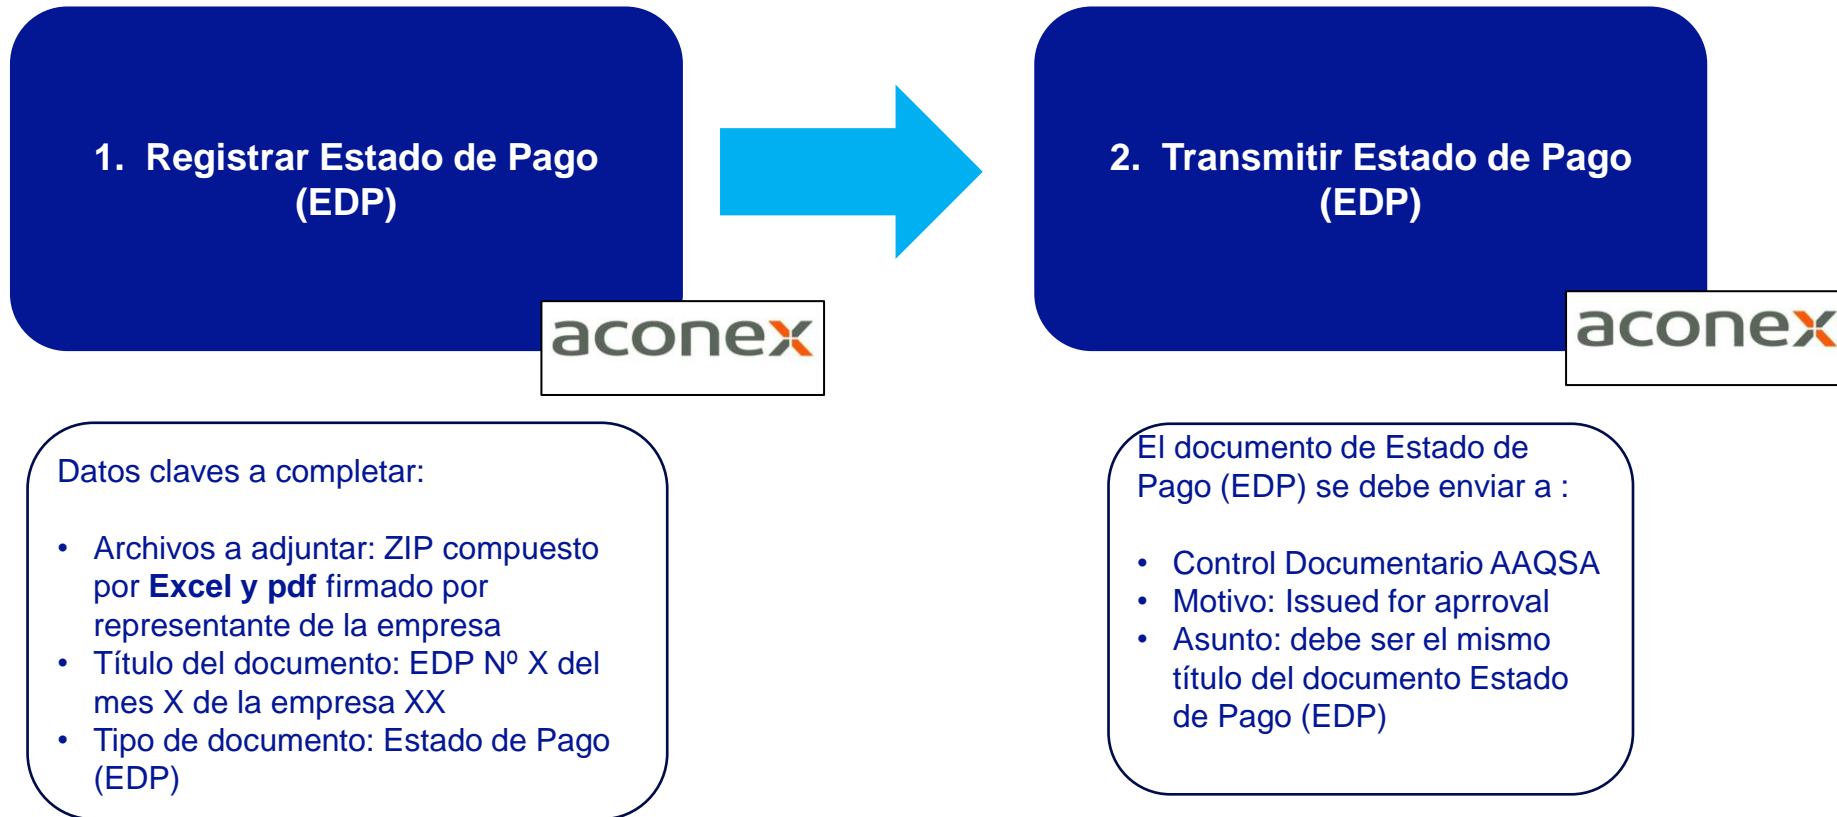 1. Registrar Estado de Pago
(EDP)
aconex
2. Transmitir Estado de Pago
(EDP)
aconex
Datos claves a completar:
• Archivos a adjuntar: ZIP compuesto
por Excel y pdf firmado por
representante de la empresa
• Título del documento: EDP Nº X del
mes X de la empresa XX
• Tipo de documento: Estado de Pago
(EDP)
El documento de Estado de
Pago (EDP) se debe enviar a :
• Control Documentario AAQSA
• Motivo: Issued for aprroval
• Asunto: debe ser el mismo
título del documento Estado
de Pago (EDP)